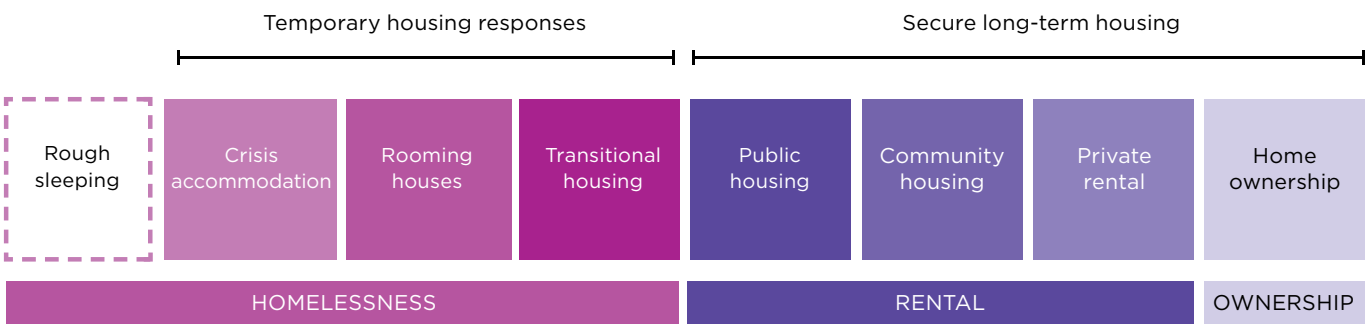 Temporary housing responses
Secure long-term housing
Rough
sleeping
Crisis
accommodation
Rooming
houses
Transitional
housing
Public
housing
Community
housing
Private
rental
Home
ownership
HOMELESSNESS
RENTAL
OWNERSHIP